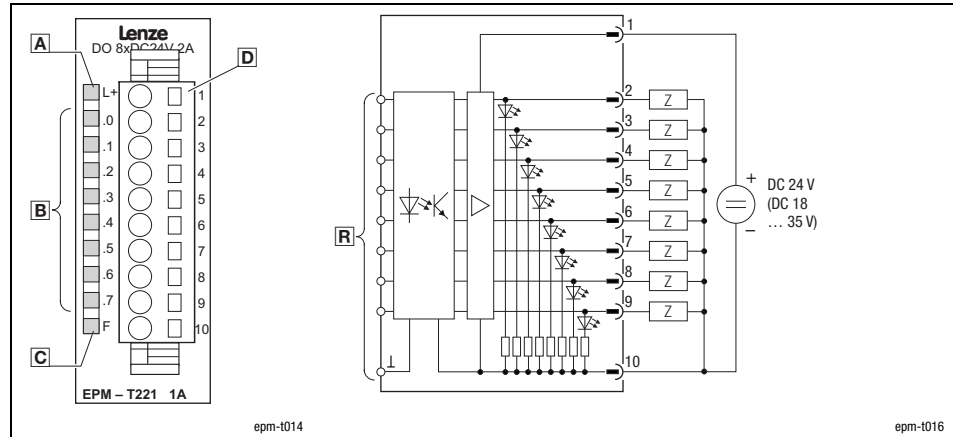 Lenze
DO 8xDC24V 2A
A
D
L+ 1
.0 2
.1 3
.2 4
.3 5
B
.4 6
.5 7
.6 8
.7 9
F 10
C
EPM – T221 1A
epm-t014
1
2 Z
3 Z
4 Z
5 Z
6 Z
7 Z
8 Z
9 Z
10
R
+
DC 24 V
(DC 18
... 35 V)
–
epm-t016